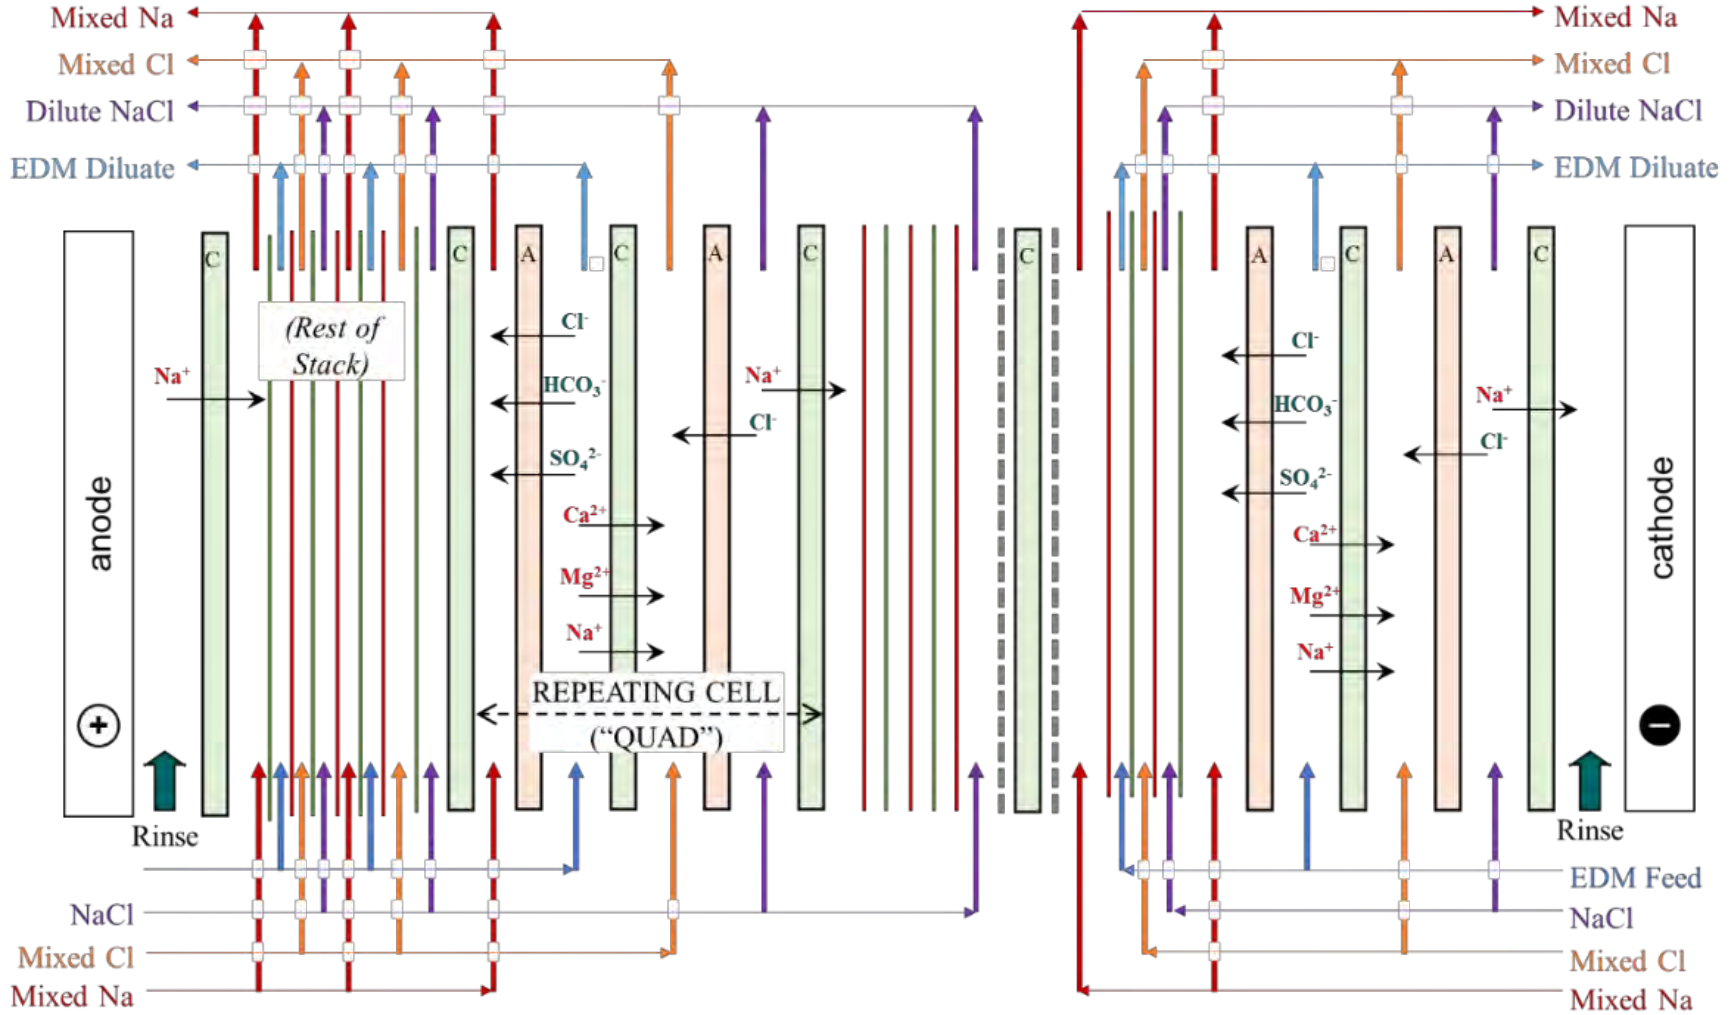 Mixed Na
Mixed Cl
Dilute NaCl
EDM Diluate
Mixed Na
Mixed Cl
Dilute NaCl
EDM Diluate
anode
+
C
(Rest of
Stack)
Na⁺
C
A
C
A
C
Cl⁻
HCO₃⁻
SO₄²⁻
Ca²⁺
Mg²⁺
Na⁺
Na⁺
Cl⁻
REPEATING CELL
("QUAD")
C
A
C
A
C
Cl⁻
HCO₃⁻
SO₄²⁻
Ca²⁺
Mg²⁺
Na⁺
Na⁺
Cl⁻
cathode
−
Rinse
Rinse
NaCl
Mixed Cl
Mixed Na
EDM Feed
NaCl
Mixed Cl
Mixed Na